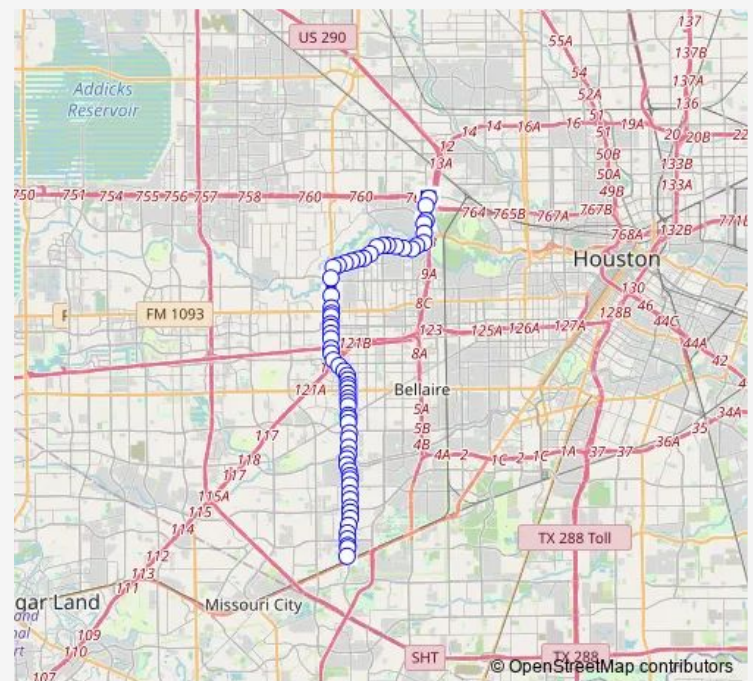 137
US 290
55A
137B
54
Addicks
Reservoir
52A
137A
136
51
14 14 16A 16 19A
51
20 20B 22
12
13A
50B
133B
50A
133A
49B
750 751 754 755 756 757 758 760 760
764 765B 767A 767B
768A 132B
Houston
9A
130
8C
46
FM 1093
128B
44C
123 125A 126A 127A
121B
8A
44A
42
121A
Bellaire
34A
5A
117
5B
35
36A
4B
118
4A 2 1C 2 1C 1A 37 37
117
115A
115
114
TX 288 Toll
112
113
111
gar Land
Missouri City
109
110
SHT
TX 288
107
© OpenStreetMap contributors